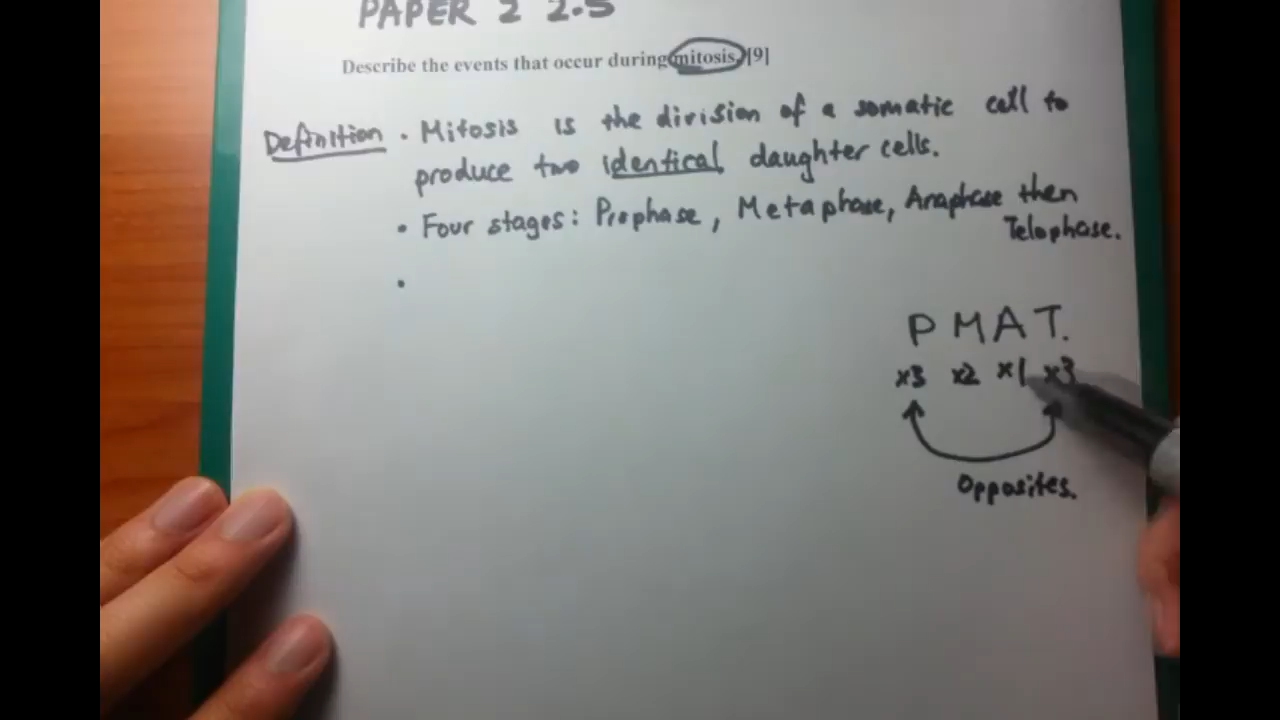 PAPER 2 2.5
Describe the events that occur during mitosis. [9]
Definition • Mitosis is the division of a somatic cell to
produce two identical daughter cells.
• Four stages: Prophase, Metaphase, Anaphase then
Telophase.
•
P M A T.
x3 x2 x1 x3
Opposites.